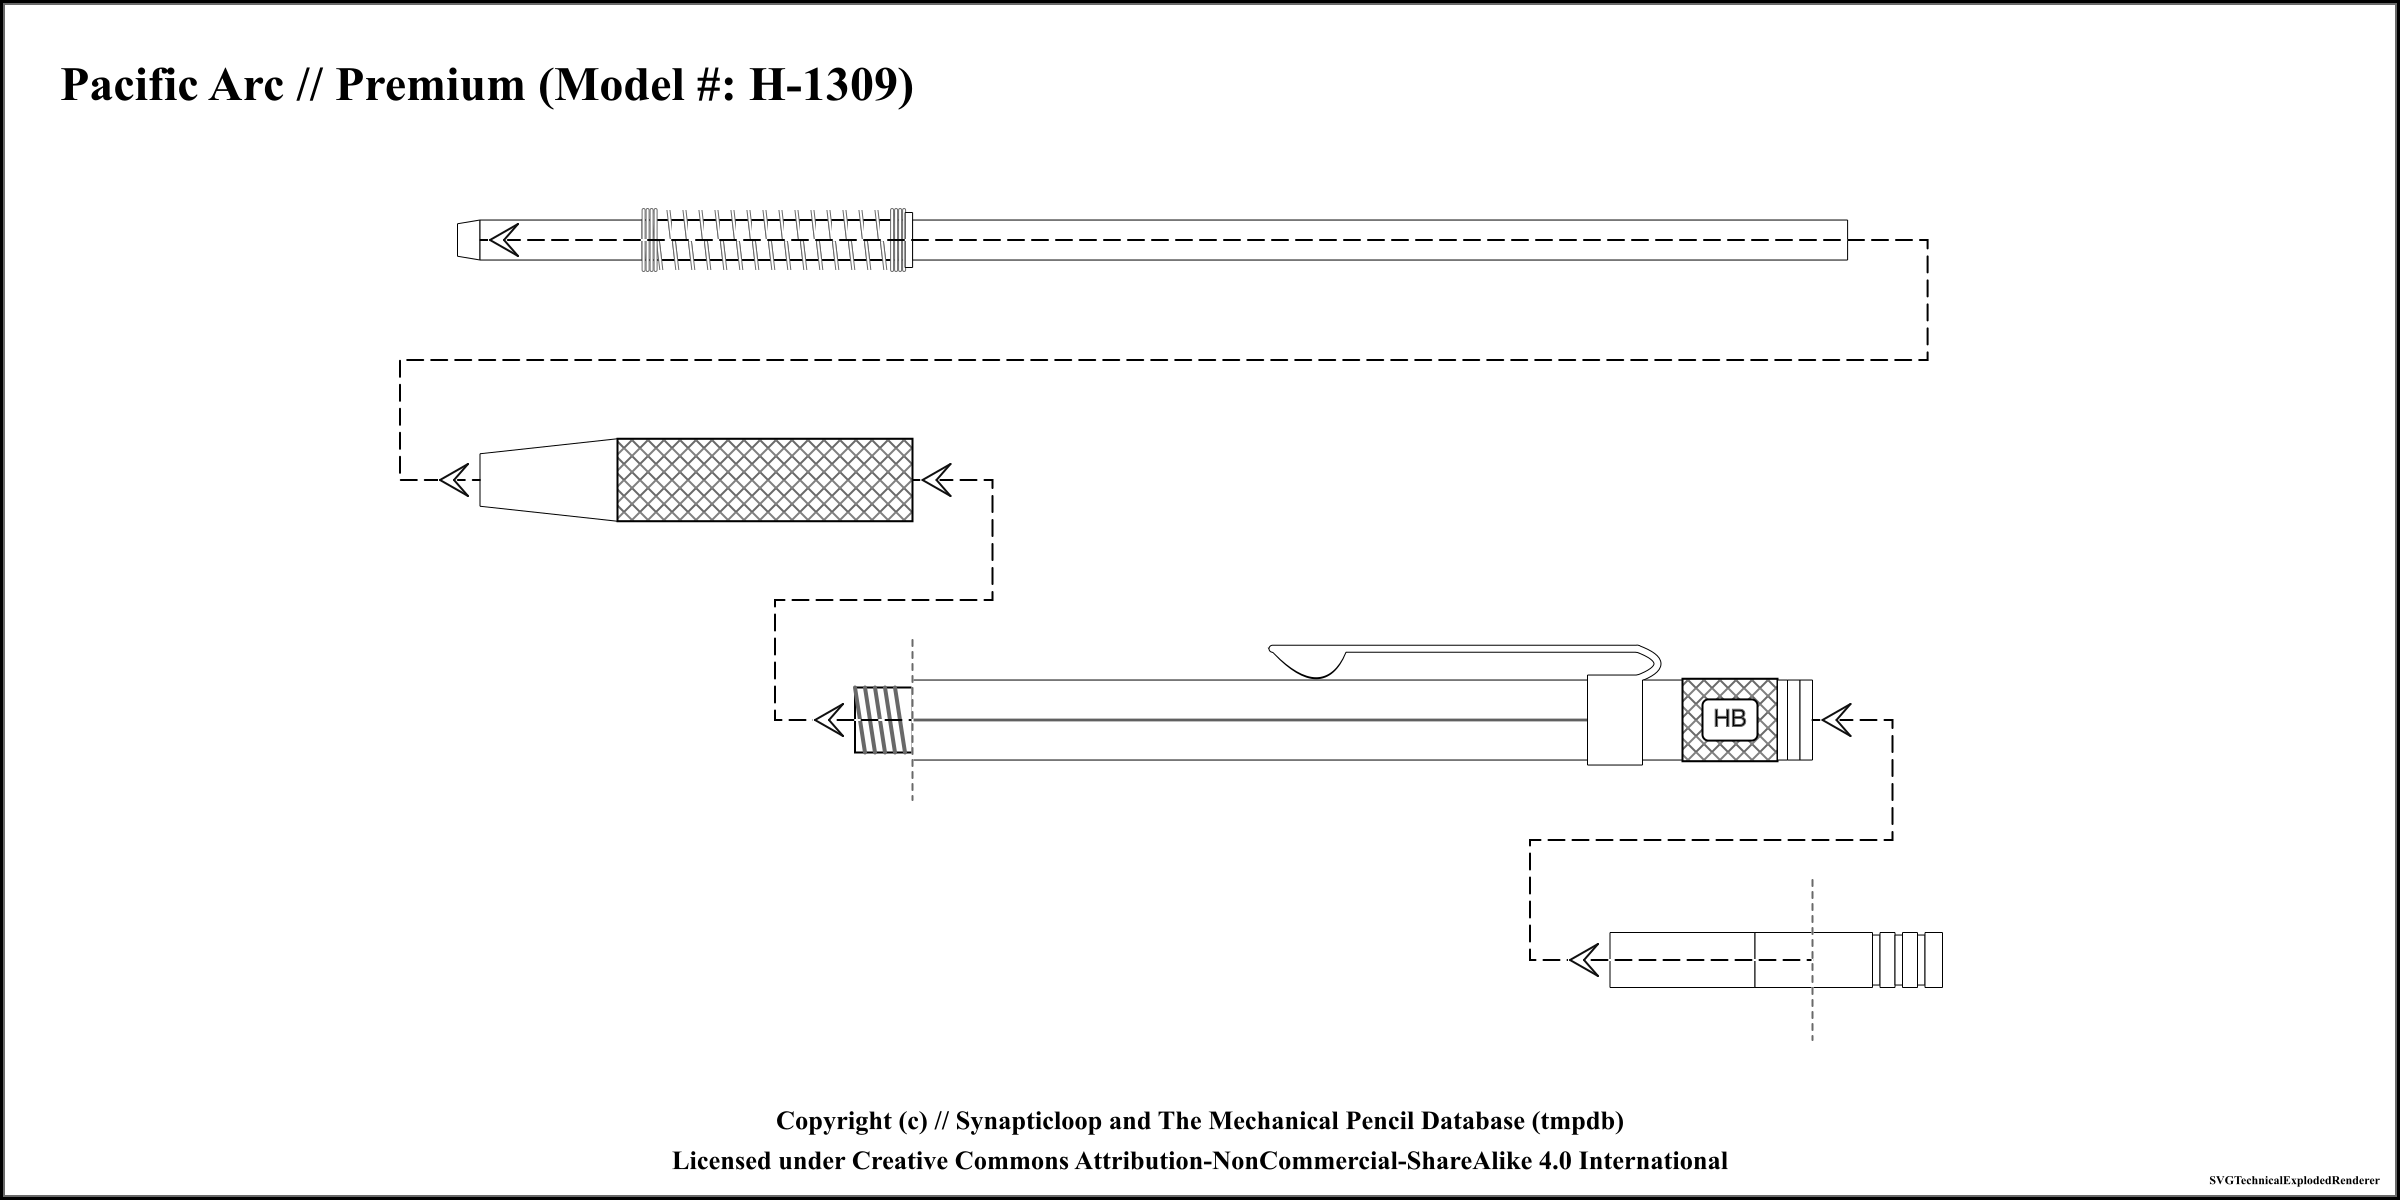 Pacific Arc // Premium (Model #: H-1309)
HB
Copyright (c) // Synapticloop and The Mechanical Pencil Database (tmpdb)
Licensed under Creative Commons Attribution-NonCommercial-ShareAlike 4.0 International
SVGTechnicalExplodedRenderer